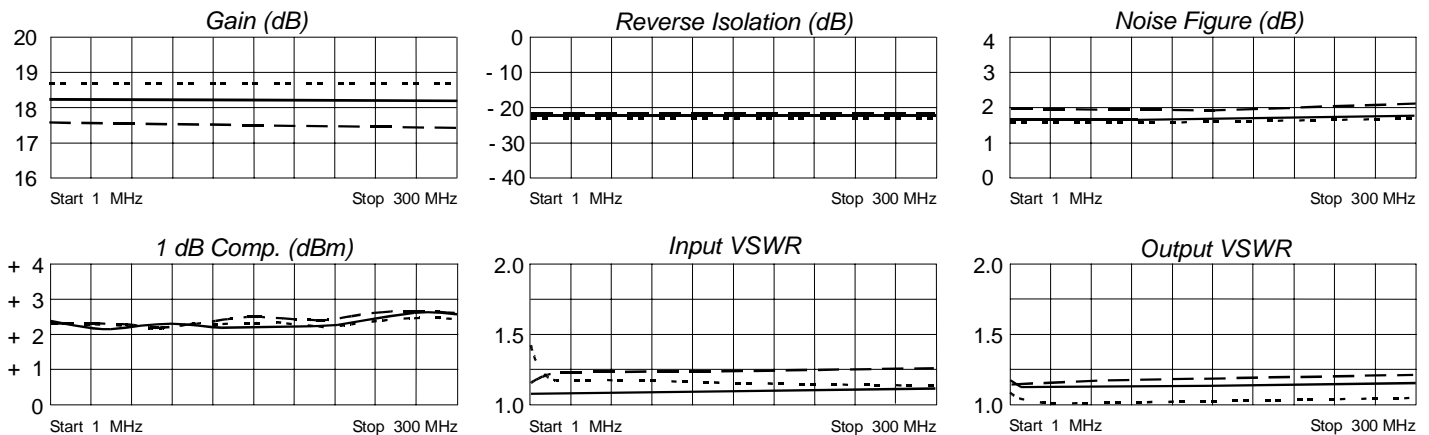 Gain (dB)
20
19
18
17
16
Start 1 MHz
Stop 300 MHz
Reverse Isolation (dB)
0
- 10
- 20
- 30
- 40
Start 1 MHz
Stop 300 MHz
Noise Figure (dB)
4
3
2
1
0
Start 1 MHz
Stop 300 MHz
1 dB Comp. (dBm)
+ 4
+ 3
+ 2
+ 1
0
Start 1 MHz
Stop 300 MHz
Input VSWR
2.0
1.5
1.0
Start 1 MHz
Stop 300 MHz
Output VSWR
2.0
1.5
1.0
Start 1 MHz
Stop 300 MHz